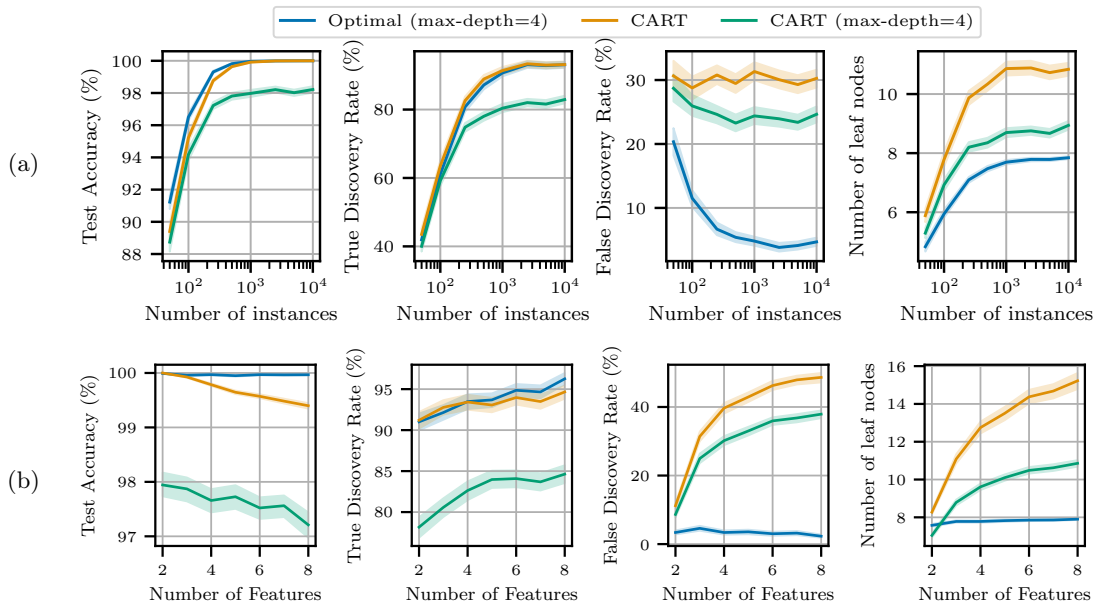 Optimal (max-depth=4) CART CART (max-depth=4)
(a)
Test Accuracy (%)
100
98
96
94
92
90
88
10^2 10^3 10^4
Number of instances
True Discovery Rate (%)
80
60
40
10^2 10^3 10^4
Number of instances
False Discovery Rate (%)
30
20
10
10^2 10^3 10^4
Number of instances
Number of leaf nodes
10
8
6
10^2 10^3 10^4
Number of instances
(b)
Test Accuracy (%)
100
99
98
97
2 4 6 8
Number of Features
True Discovery Rate (%)
95
90
85
80
2 4 6 8
Number of Features
False Discovery Rate (%)
40
20
0
2 4 6 8
Number of Features
Number of leaf nodes
16
14
12
10
8
2 4 6 8
Number of Features